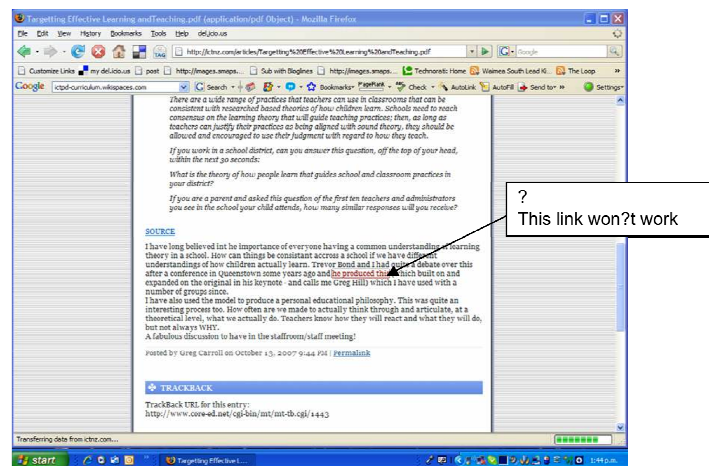 Targetting Effective Learning andTeaching.pdf (application/pdf Object) - Mozilla Firefox
File Edit View History Bookmarks Tools Help del.icio.us
http://ictnz.com/articles/Targetting%20Effective%20Learning%20andTeaching.pdf Google
Customize Links my del.icio.us post http://images.smaps... Sub with Bloglines http://images.smaps... Technorati: Home Waimea South Lead Ki... The Loop »
Google ictpd-curriculum.wikispaces.com Search Bookmarks PageRank Check AutoLink AutoFill Send to Settings
There are a wide range of practices that teachers can use in classrooms that can be
consistent with researched based theories of how children learn. Schools need to reach
consensus on the learning theory that will guide teaching practices; then, as long as
teachers can justify their practices as being aligned with sound theory, they should be
allowed and encouraged to use their judgment with regard to how they teach.
If you work in a school district, can you answer this question, off the top of your head,
within the next 30 seconds:
What is the theory of how people learn that guides school and classroom practices in
your district?
If you are a parent and asked this question of the first ten teachers and administrators
you see in the school your child attends, how many similar responses will you receive?
?
This link won?t work
SOURCE
I have long believed int he importance of everyone having a common understanding of learning
theory in a school. How can things be consistant accross a school if we have different
understandings of how children actually learn. Trevor Bond and I had quite a debate over this
after a conference in Queenstown some years ago and he produced this which built on and
expanded on the original in his keynote - and calls me Greg Hill) which I have used with a
number of groups since.
I have also used the model to produce a personal educational philosophy. This was quite an
interesting process too. How often are we made to actually think through and articulate, at a
theoretical level, what we actually do. Teachers know how they will react and what they will do,
but not always WHY.
A fabulous discussion to have in the staffroom/staff meeting!
Posted by Greg Carroll on October 13, 2007 9:44 PM | Permalink
TRACKBACK
TrackBack URL for this entry:
http://www.core-ed.net/cgi-bin/mt/mt-tb.cgi/1443
Transferring data from ictnz.com...
start Targetting Effective L... 1:44 p.m.